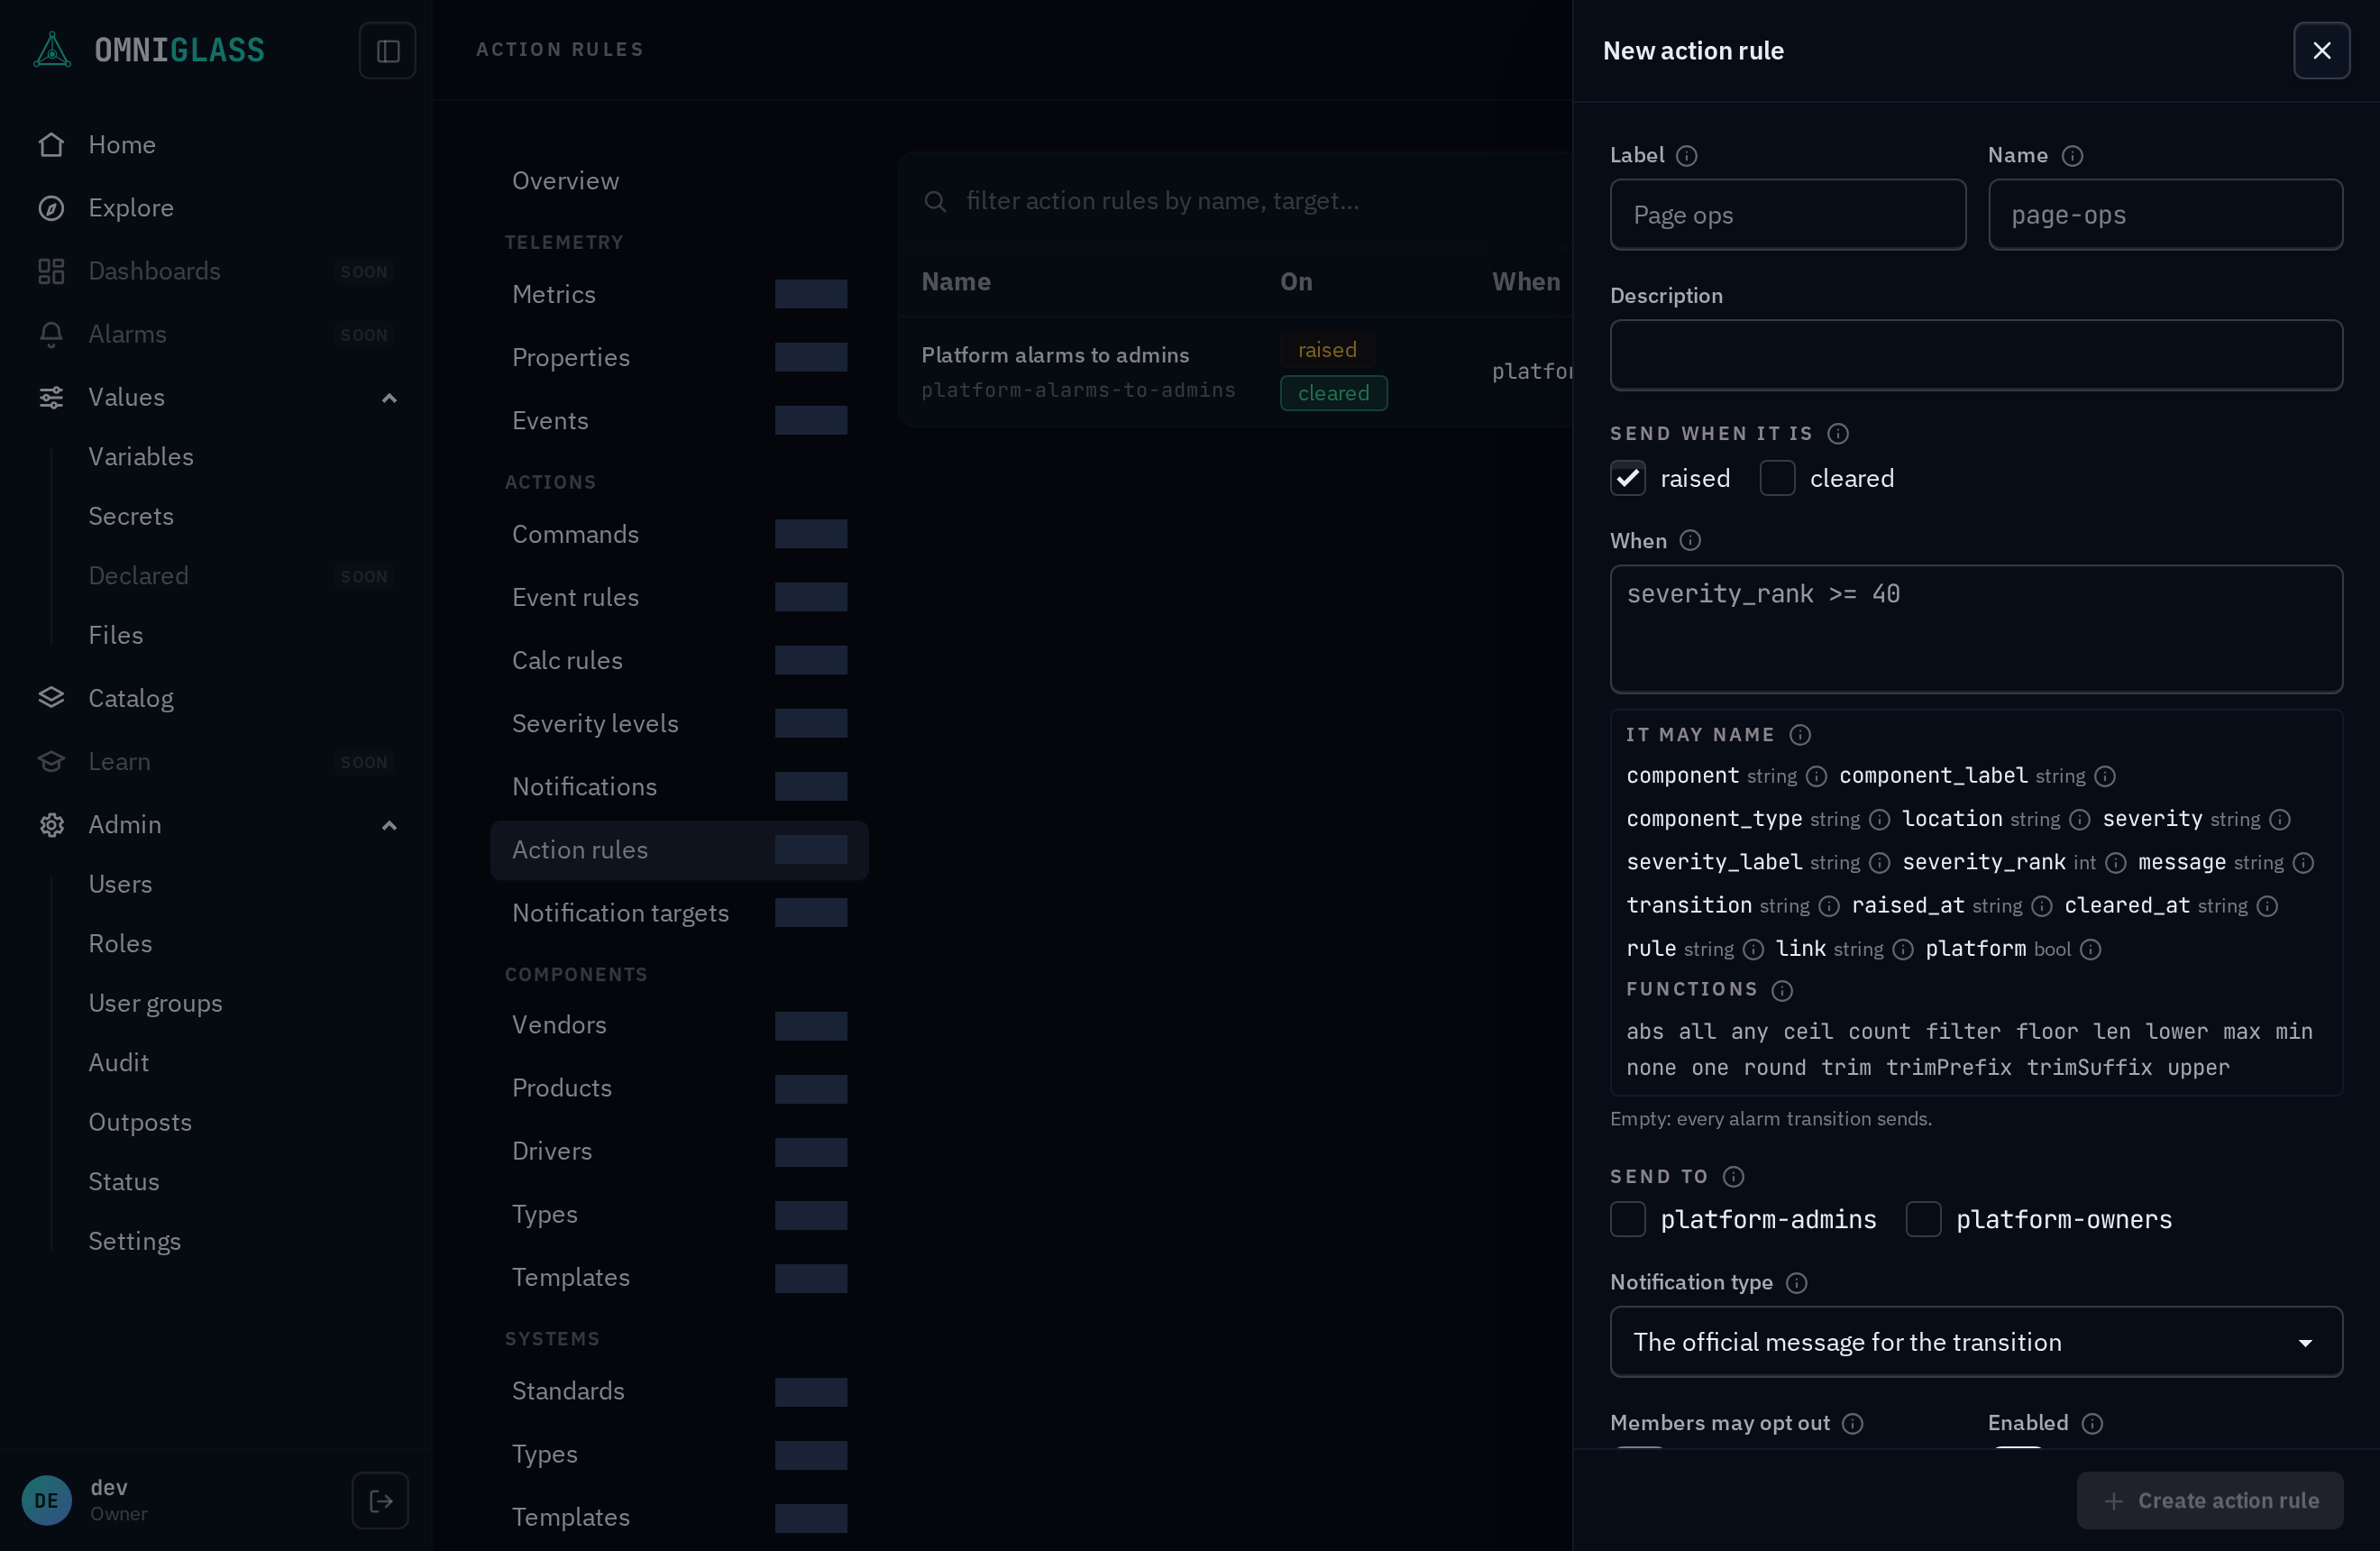 OMNIGLASS
Home
Explore
Dashboards SOON
Alarms SOON
Values
Variables
Secrets
Declared SOON
Files
Catalog
Learn SOON
Admin
Users
Roles
User groups
Audit
Outposts
Status
Settings
DE dev
Owner
ACTION RULES
Overview
TELEMETRY
Metrics
Properties
Events
ACTIONS
Commands
Event rules
Calc rules
Severity levels
Notifications
Action rules
Notification targets
COMPONENTS
Vendors
Products
Drivers
Types
Templates
SYSTEMS
Standards
Types
Templates
filter action rules by name, target...
Name On When
Platform alarms to admins raised
platform-alarms-to-admins cleared
New action rule
Label Name
Page ops page-ops
Description
SEND WHEN IT IS
raised cleared
When
severity_rank >= 40
IT MAY NAME
component string component_label string
component_type string location string severity string
severity_label string severity_rank int message string
transition string raised_at string cleared_at string
rule string link string platform bool
FUNCTIONS
abs all any ceil count filter floor len lower max min
none one round trim trimPrefix trimSuffix upper
Empty: every alarm transition sends.
SEND TO
platform-admins platform-owners
Notification type
The official message for the transition
Members may opt out Enabled
+ Create action rule